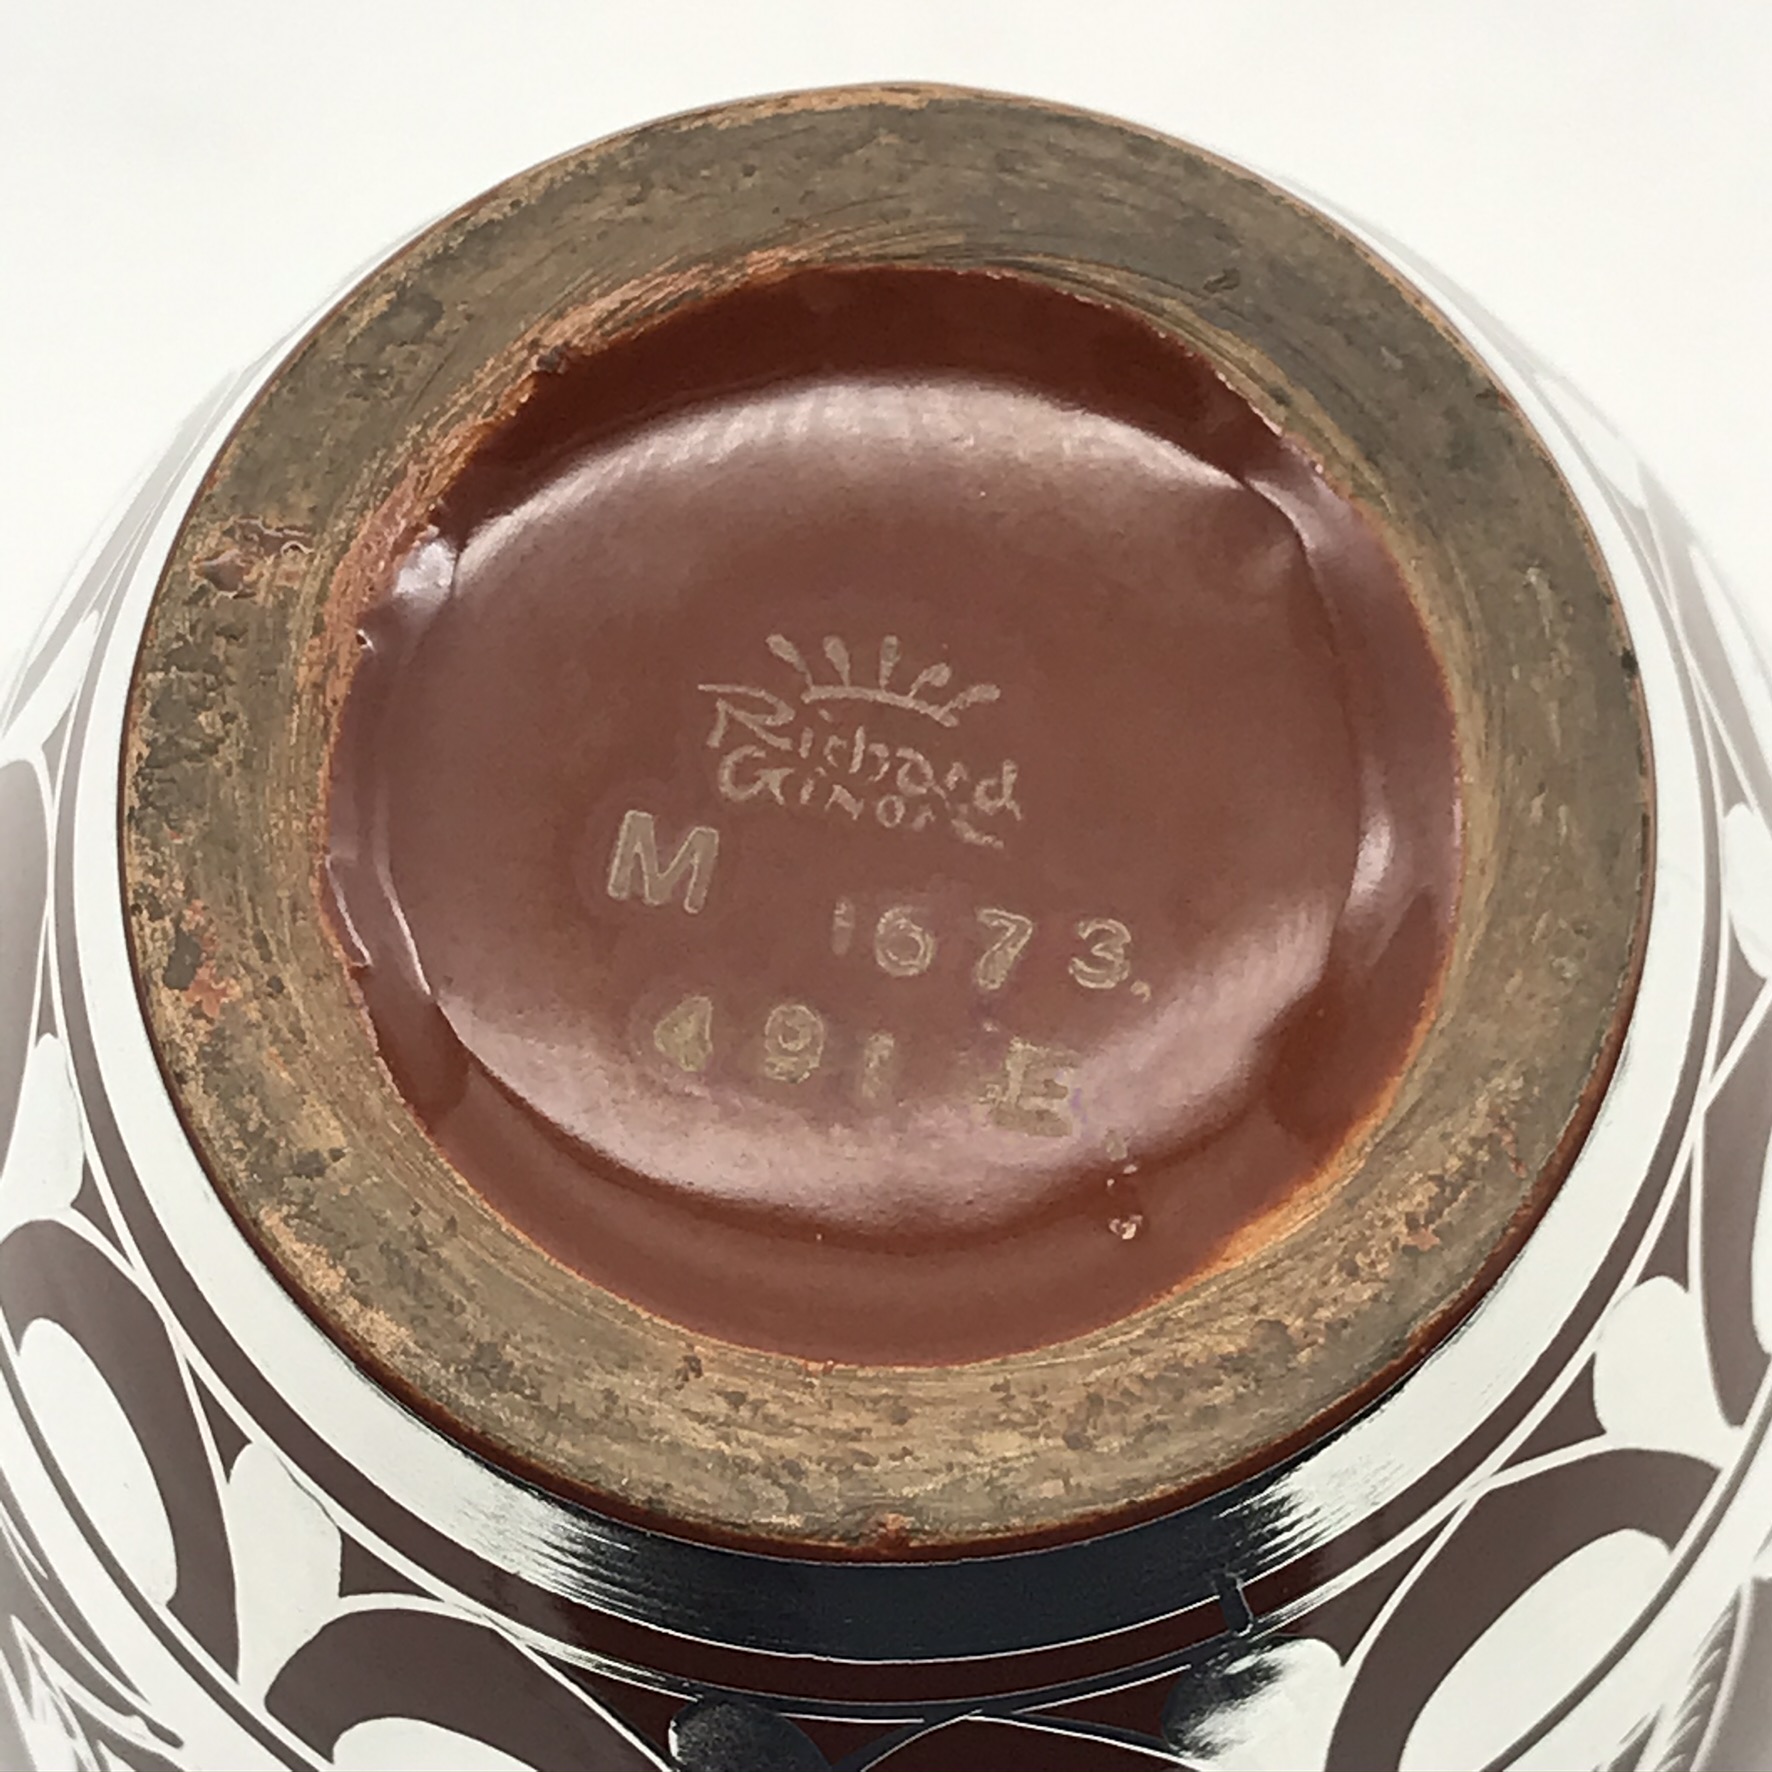 Richard
GINORI
M 1673.
491 E